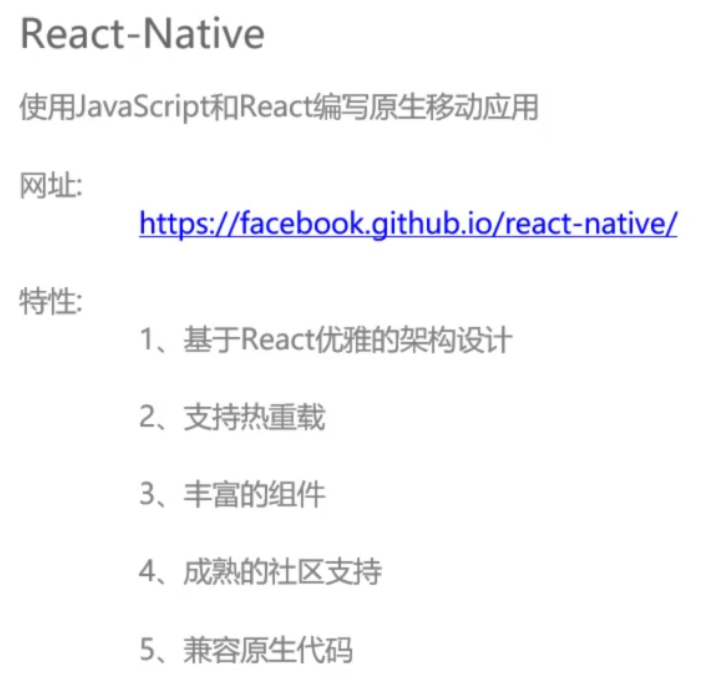 React-Native
使用JavaScript和React编写原生移动应用
网址:
https://facebook.github.io/react-native/
特性:
1、基于React优雅的架构设计
2、支持热重载
3、丰富的组件
4、成熟的社区支持
5、兼容原生代码